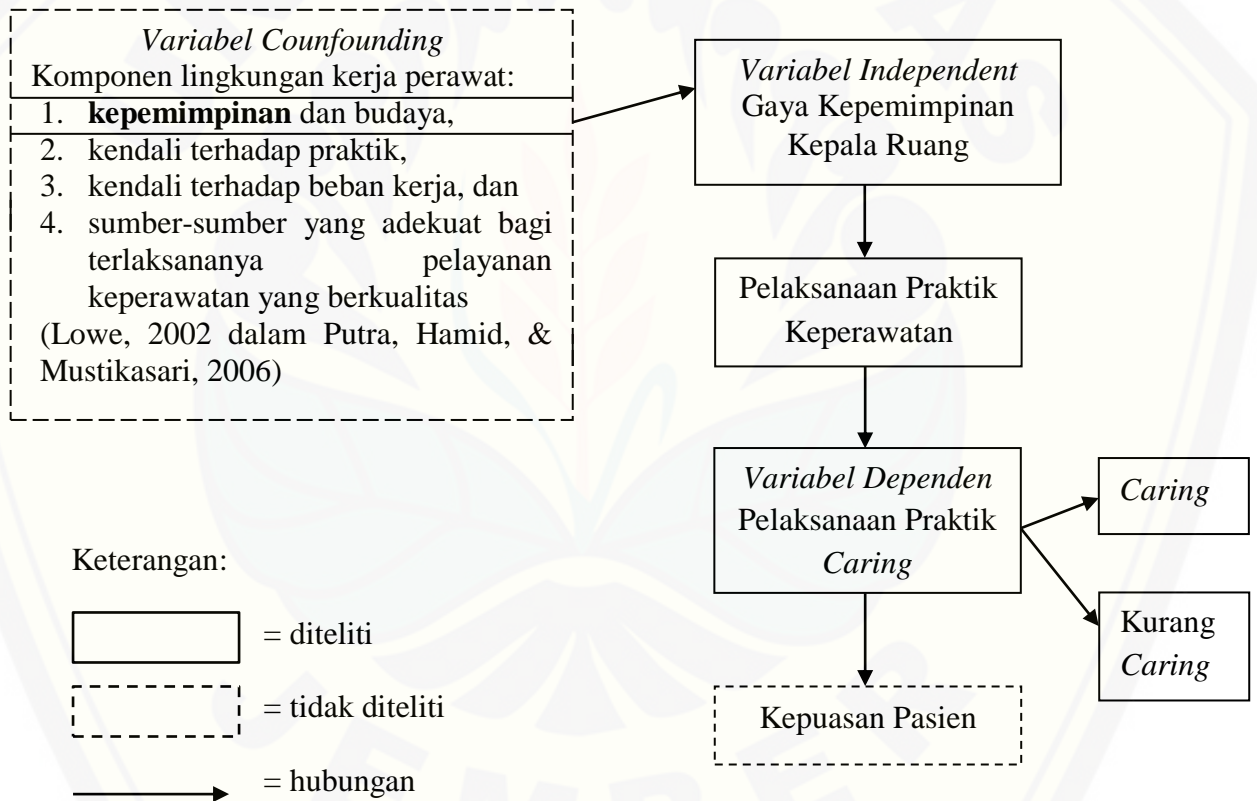 Variabel Counfounding
Komponen lingkungan kerja perawat:
1. kepemimpinan dan budaya,
2. kendali terhadap praktik,
3. kendali terhadap beban kerja, dan
4. sumber-sumber yang adekuat bagi
terlaksananya pelayanan
keperawatan yang berkualitas
(Lowe, 2002 dalam Putra, Hamid, &
Mustikasari, 2006)
Variabel Independent
Gaya Kepemimpinan
Kepala Ruang
Pelaksanaan Praktik
Keperawatan
Variabel Dependen
Pelaksanaan Praktik
Caring
Caring
Kurang
Caring
Kepuasan Pasien
Keterangan:
= diteliti
= tidak diteliti
= hubungan